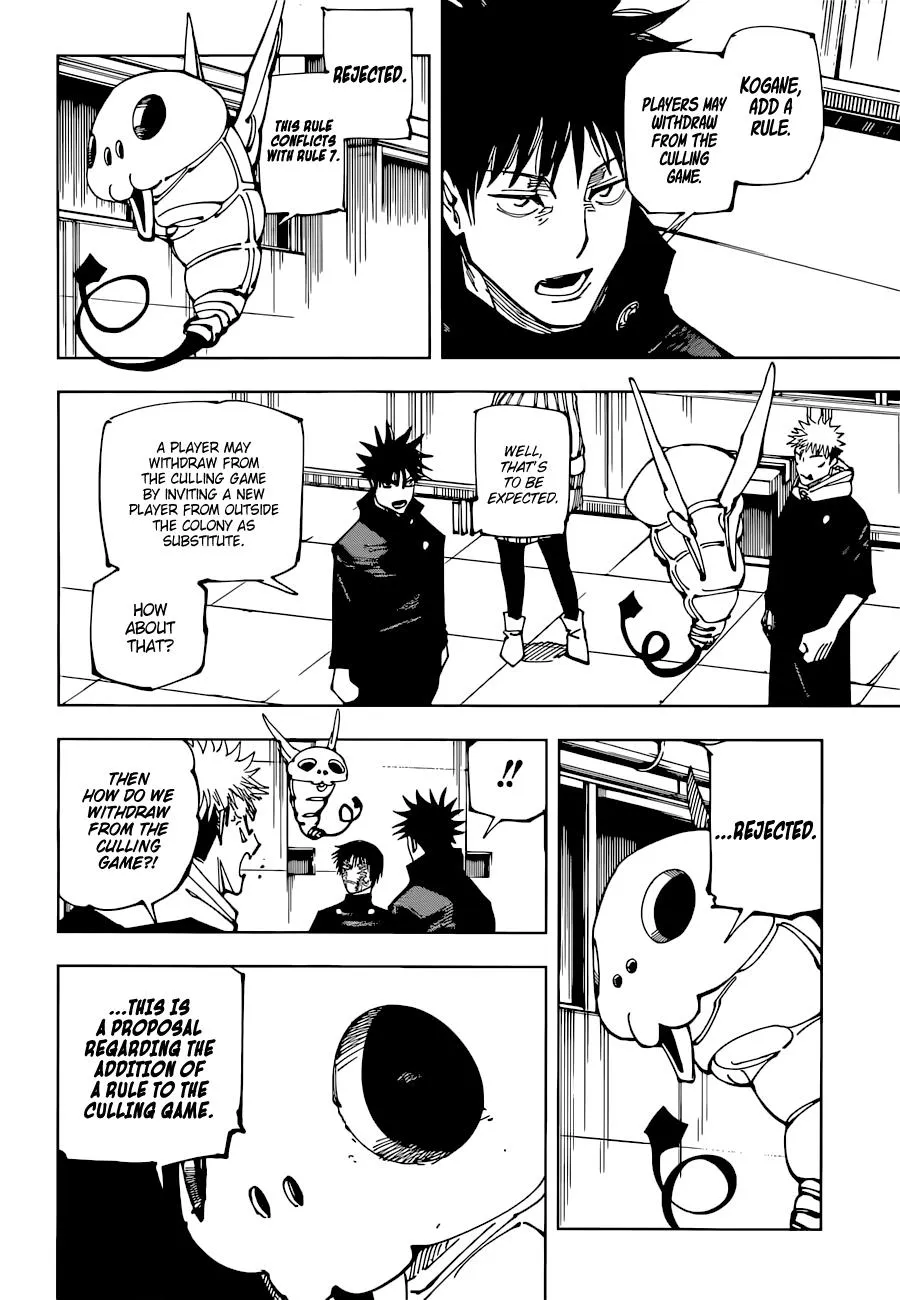 KOGANE,
ADD A
RULE.
PLAYERS MAY
WITHDRAW
FROM THE
CULLING
GAME.
REJECTED.
THIS RULE
CONFLICTS
WITH RULE 7.
WELL,
THAT'S
TO BE
EXPECTED.
A PLAYER MAY
WITHDRAW FROM
THE CULLING GAME
BY INVITING A NEW
PLAYER FROM OUTSIDE
THE COLONY AS
SUBSTITUTE.
HOW
ABOUT
THAT?
...REJECTED.
!!
THEN
HOW DO WE
WITHDRAW
FROM THE
CULLING
GAME?!
...THIS IS
A PROPOSAL
REGARDING THE
ADDITION OF
A RULE TO THE
CULLING GAME.